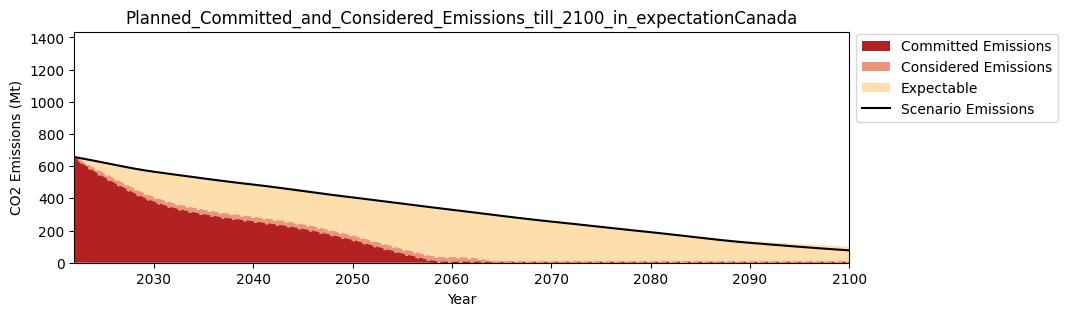 Planned_Committed_and_Considered_Emissions_till_2100_in_expectationCanada
CO2 Emissions (Mt)
1400
1200
1000
800
600
400
200
0
2030 2040 2050 2060 2070 2080 2090 2100
Year
Committed Emissions
Considered Emissions
Expectable
Scenario Emissions